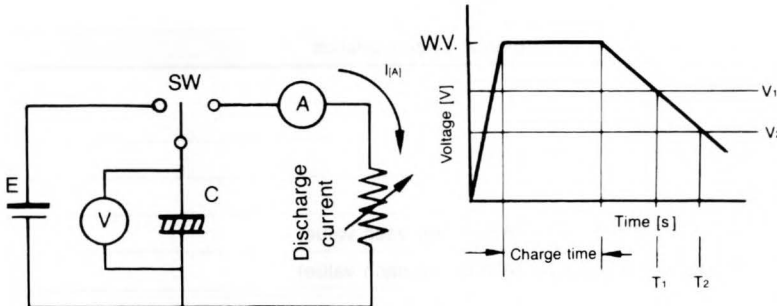 SW
I[A]
A
E
V
C
Discharge
current
W.V.
Voltage [V]
V₁
V₂
Time [s]
Charge time
T₁
T₂